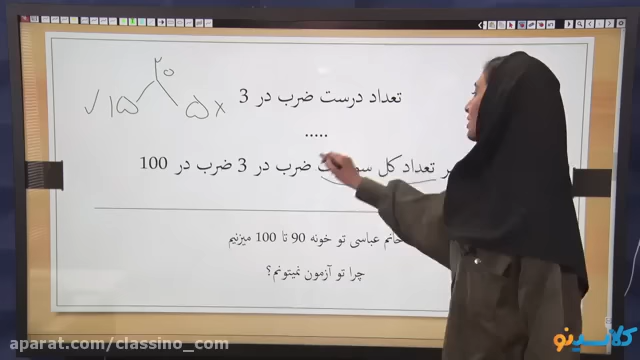 ۲۰
✓ ۱۵ ۵ ×
تعداد درست ضرب در 3
.....
تعداد کل ضرب در 3 ضرب در 100
خانم عباسی تو خونه 90 تا 100 میزنیم
چرا تو آزمون نمیتونم؟
کلاسینو
aparat.com/classino_com